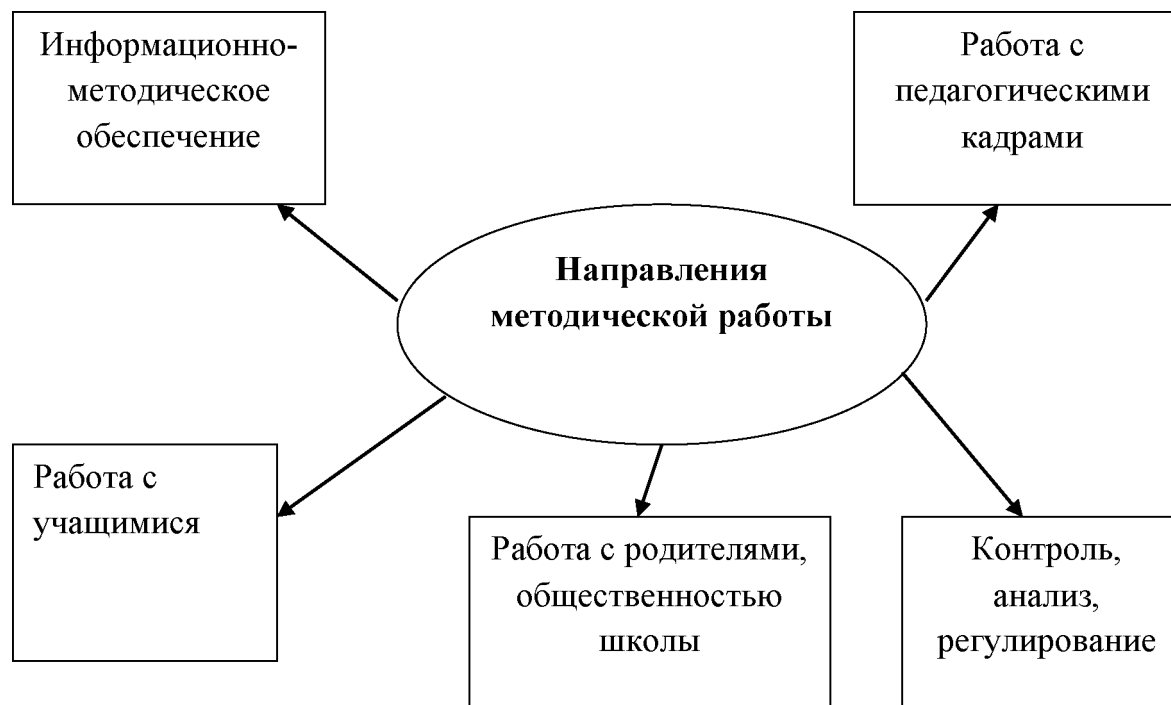 Информационно-
методическое
обеспечение
Работа с
педагогическими
кадрами
Направления
методической работы
Работа с
учащимися
Работа с родителями,
общественностью
школы
Контроль,
анализ,
регулирование